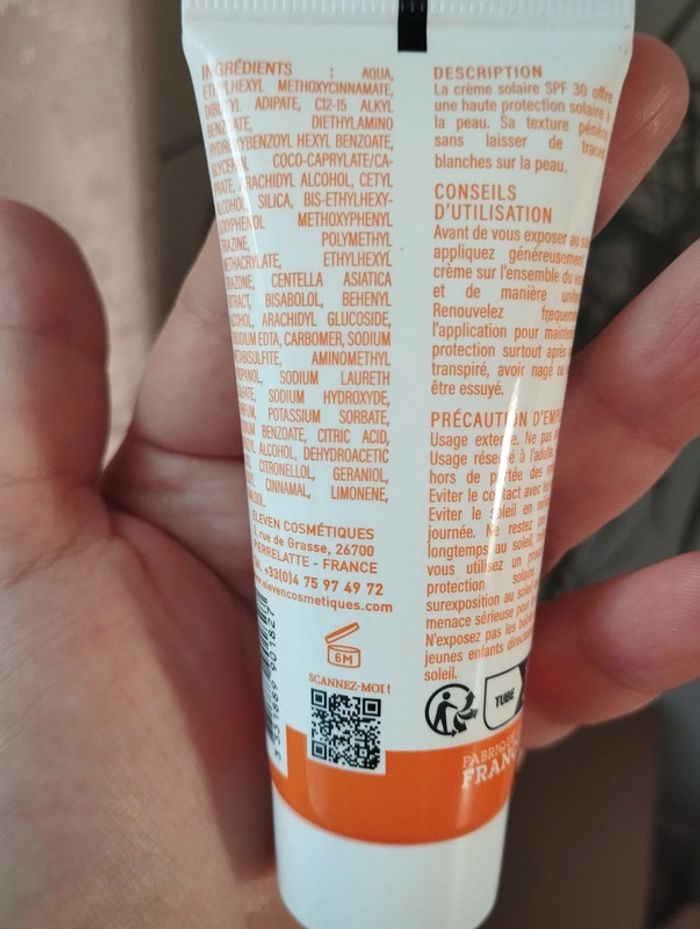 INGRÉDIENTS : AQUA,
METHOXYCINNAMATE,
ADIPATE, C12-15 ALKYL
DIETHYLAMINO
HEXYL BENZOATE,
COCO-CAPRYLATE/CA-
ARACHIDYL ALCOHOL, CETYL
SILICA, BIS-ETHYLHEXY-
METHOXYPHENYL
POLYMETHYL
ETHYLHEXYL
CENTELLA ASIATICA
BISABOLOL, BEHENYL
ARACHIDYL GLUCOSIDE,
EDTA, CARBOMER, SODIUM
AMINOMETHYL
SODIUM LAURETH
SODIUM HYDROXYDE,
POTASSIUM SORBATE,
BENZOATE, CITRIC ACID,
ALCOHOL, DEHYDROACETIC
CITRONELLOL, GERANIOL,
CINNAMAL, LIMONENE,
ELEVEN COSMÉTIQUES
rue de Grasse, 26700
PIERRELATTE - FRANCE
+33(0)4 75 97 49 72
www.elevencosmetiques.com
6M
SCANNEZ-MOI !
DESCRIPTION
La crème solaire SPF 30 offre
une haute protection solaire à
la peau. Sa texture pénètre
sans laisser de traces
blanches sur la peau.
CONSEILS
D'UTILISATION
Avant de vous exposer au
appliquez généreusement
crème sur l'ensemble du
et de manière
Renouvelez
l'application pour
protection surtout après
transpiré, avoir nagé ou
être essuyé.
PRÉCAUTION
Usage externe. Ne pas
Usage réservé à l'adulte,
hors de portée des
Eviter le contact avec
Eviter le soleil en
journée. Ne restez
longtemps au soleil,
vous utilisez un
protection solaire.
surexposition au soleil
menace sérieuse pour
N'exposez pas les
jeunes enfants
soleil.
TUBE